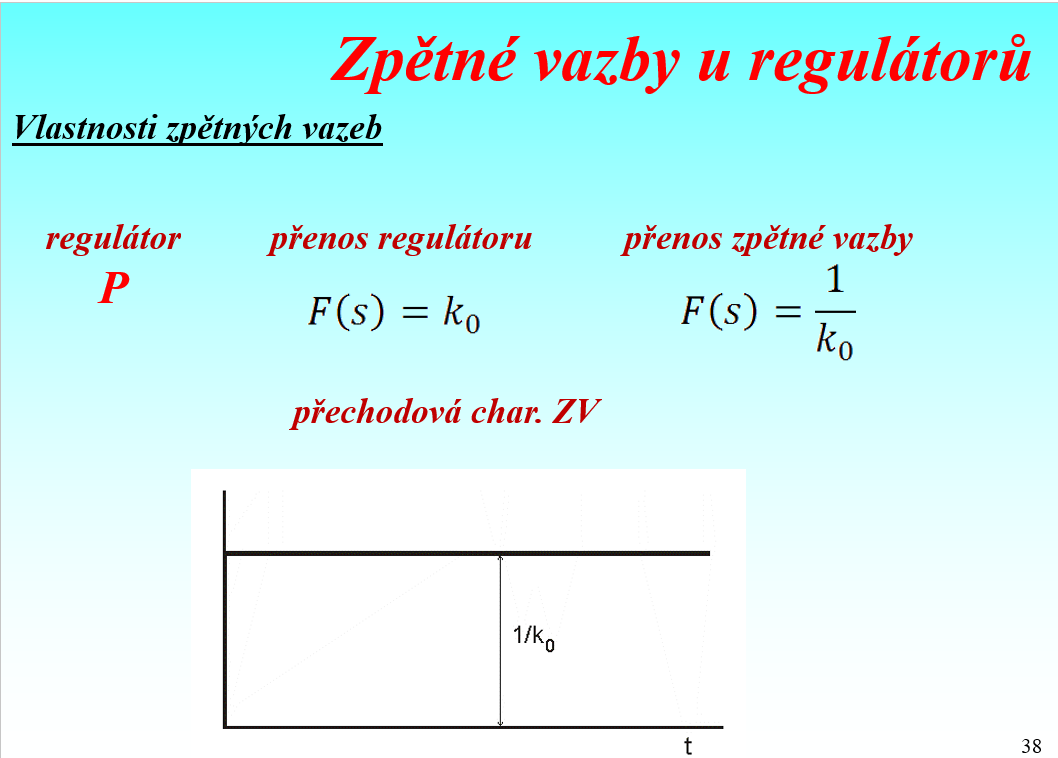 Zpětné vazby u regulátorů
Vlastnosti zpětných vazeb
regulátor přenos regulátoru přenos zpětné vazby
P
F(s) = k₀
F(s) = 1/k₀
přechodová char. ZV
1/k₀
t
38